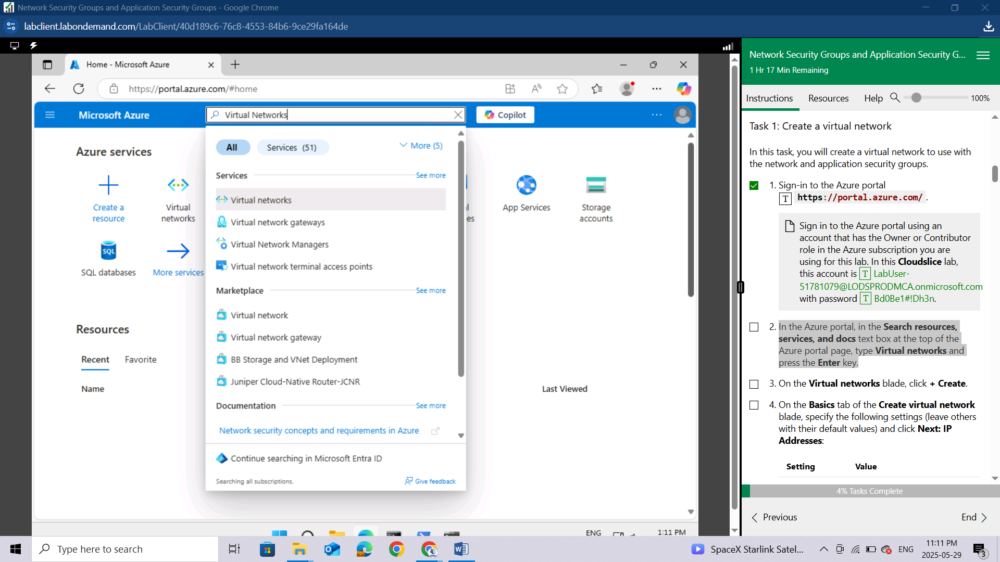 Network Security Groups and Application Security Groups - Google Chrome
labclient.labondemand.com/LabClient/40d189c6-76c8-4553-84b6-9ce29fa164de
Home - Microsoft Azure
https://portal.azure.com/#home
Microsoft Azure
Virtual Networks
Copilot
All
Services (51)
More (5)
Azure services
Services
See more
Virtual networks
Virtual network gateways
Virtual Network Managers
Virtual network terminal access points
Marketplace
See more
Virtual network
Virtual network gateway
BB Storage and VNet Deployment
Juniper Cloud-Native Router-JCNR
Documentation
See more
Network security concepts and requirements in Azure
Continue searching in Microsoft Entra ID
Searching all subscriptions.
Give feedback
Create a
resource
Virtual
networks
l
es
App Services
Storage
accounts
SQL
SQL databases
More services
Resources
Recent
Favorite
Name
Last Viewed
ENG
1:11 PM
Network Security Groups and Application Security G...
1 Hr 17 Min Remaining
Instructions
Resources
Help
100%
Task 1: Create a virtual network
In this task, you will create a virtual network to use with
the network and application security groups.
1. Sign-in to the Azure portal
T https://portal.azure.com/ .
Sign in to the Azure portal using an
account that has the Owner or Contributor
role in the Azure subscription you are
using for this lab. In this Cloudslice lab,
this account is T LabUser-
51781079@LODSPRODMCA.onmicrosoft.com
with password T Bd0Be1#!Dh3n.
2. In the Azure portal, in the Search resources,
services, and docs text box at the top of the
Azure portal page, type Virtual networks and
press the Enter key.
3. On the Virtual networks blade, click + Create.
4. On the Basics tab of the Create virtual network
blade, specify the following settings (leave others
with their default values) and click Next: IP
Addresses:
Setting Value
4% Tasks Complete
Previous
End
Type here to search
SpaceX Starlink Satel...
ENG
11:11 PM
2025-05-29
3